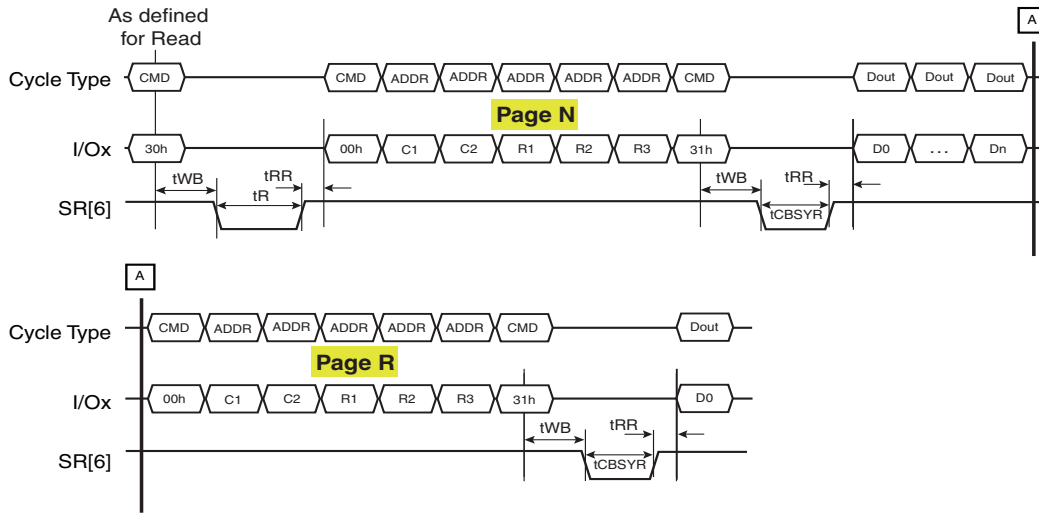 As defined
for Read
A
Cycle Type CMD CMD ADDR ADDR ADDR ADDR ADDR CMD Dout Dout Dout
Page N
I/Ox 30h 00h C1 C2 R1 R2 R3 31h D0 ... Dn
tWB tRR tWB tRR
SR[6] tR tCBSYR
A
Cycle Type CMD ADDR ADDR ADDR ADDR ADDR CMD Dout
Page R
I/Ox 00h C1 C2 R1 R2 R3 31h D0
tWB tRR
SR[6] tCBSYR